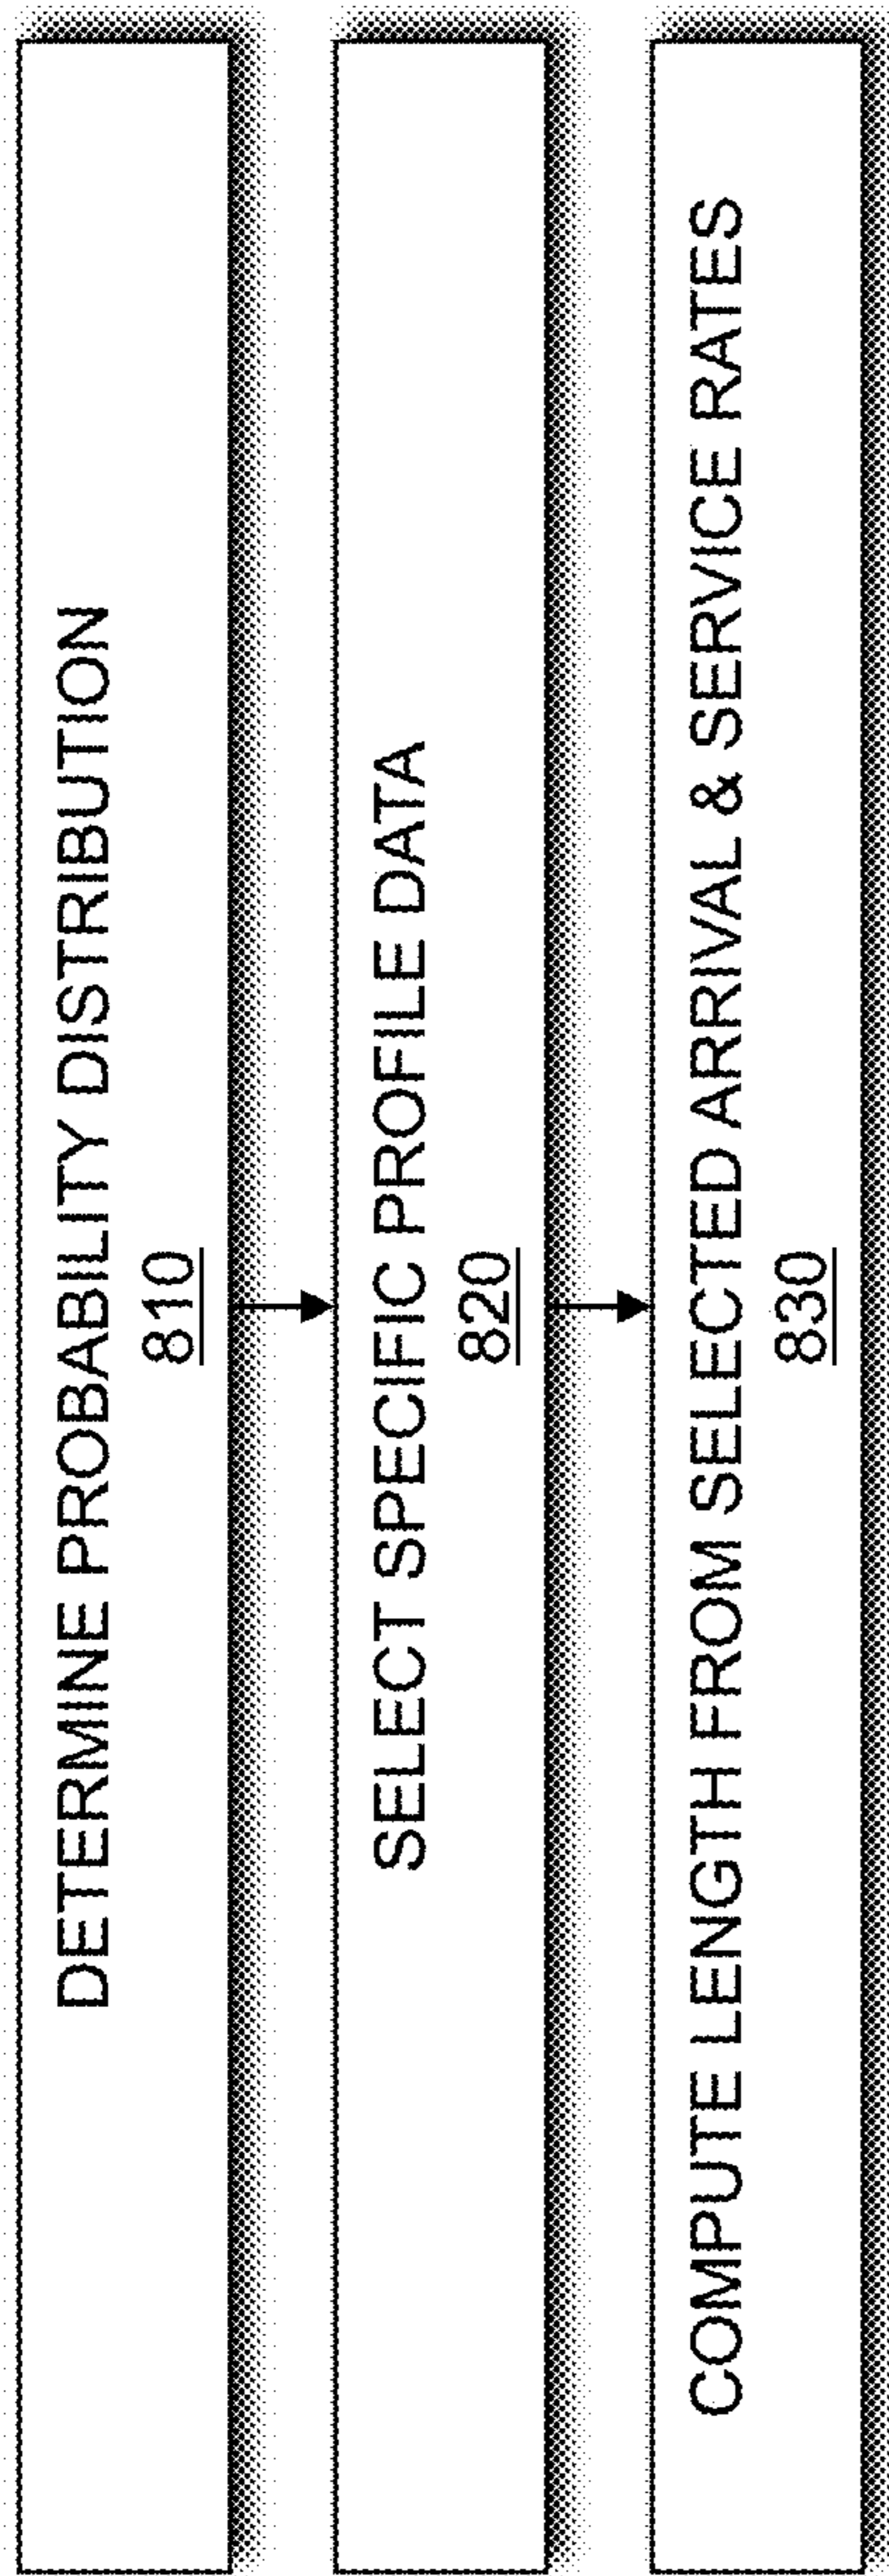 DETERMINE PROBABILITY DISTRIBUTION
810
SELECT SPECIFIC PROFILE DATA
820
COMPUTE LENGTH FROM SELECTED ARRIVAL & SERVICE RATES
830